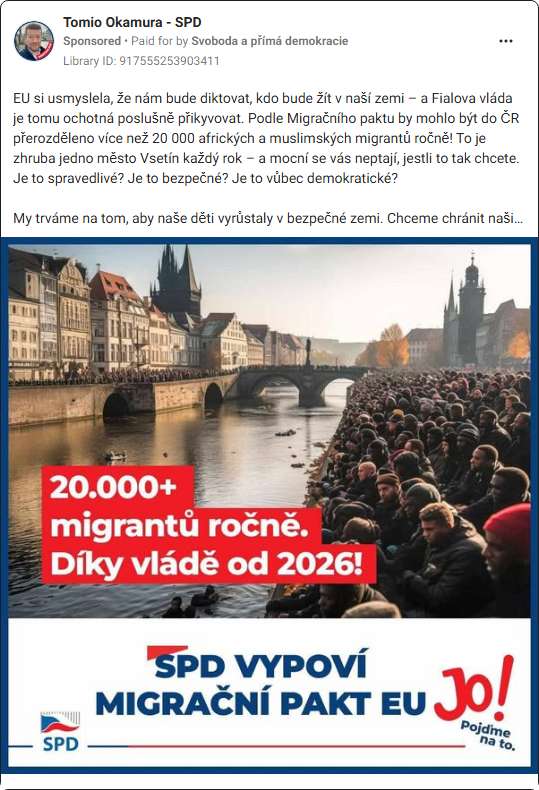 Tomio Okamura - SPD
Sponsored • Paid for by Svoboda a přímá demokracie
Library ID: 917555253903411
EU si usmyslela, že nám bude diktovat, kdo bude žít v naší zemi – a Fialova vláda
je tomu ochotná poslušně přikyvovat. Podle Migračního paktu by mohlo být do ČR
přerozděleno více než 20 000 afrických a muslimských migrantů ročně! To je
zhruba jedno město Vsetín každý rok – a mocní se vás neptají, jestli to tak chcete.
Je to spravedlivé? Je to bezpečné? Je to vůbec demokratické?
My trváme na tom, aby naše děti vyrůstaly v bezpečné zemi. Chceme chránit naši...
20.000+
migrantů ročně.
Díky vládě od 2026!
SPD VYPOVÍ
MIGRAČNÍ PAKT EU
Jo!
Pojďme
na to.
SPD